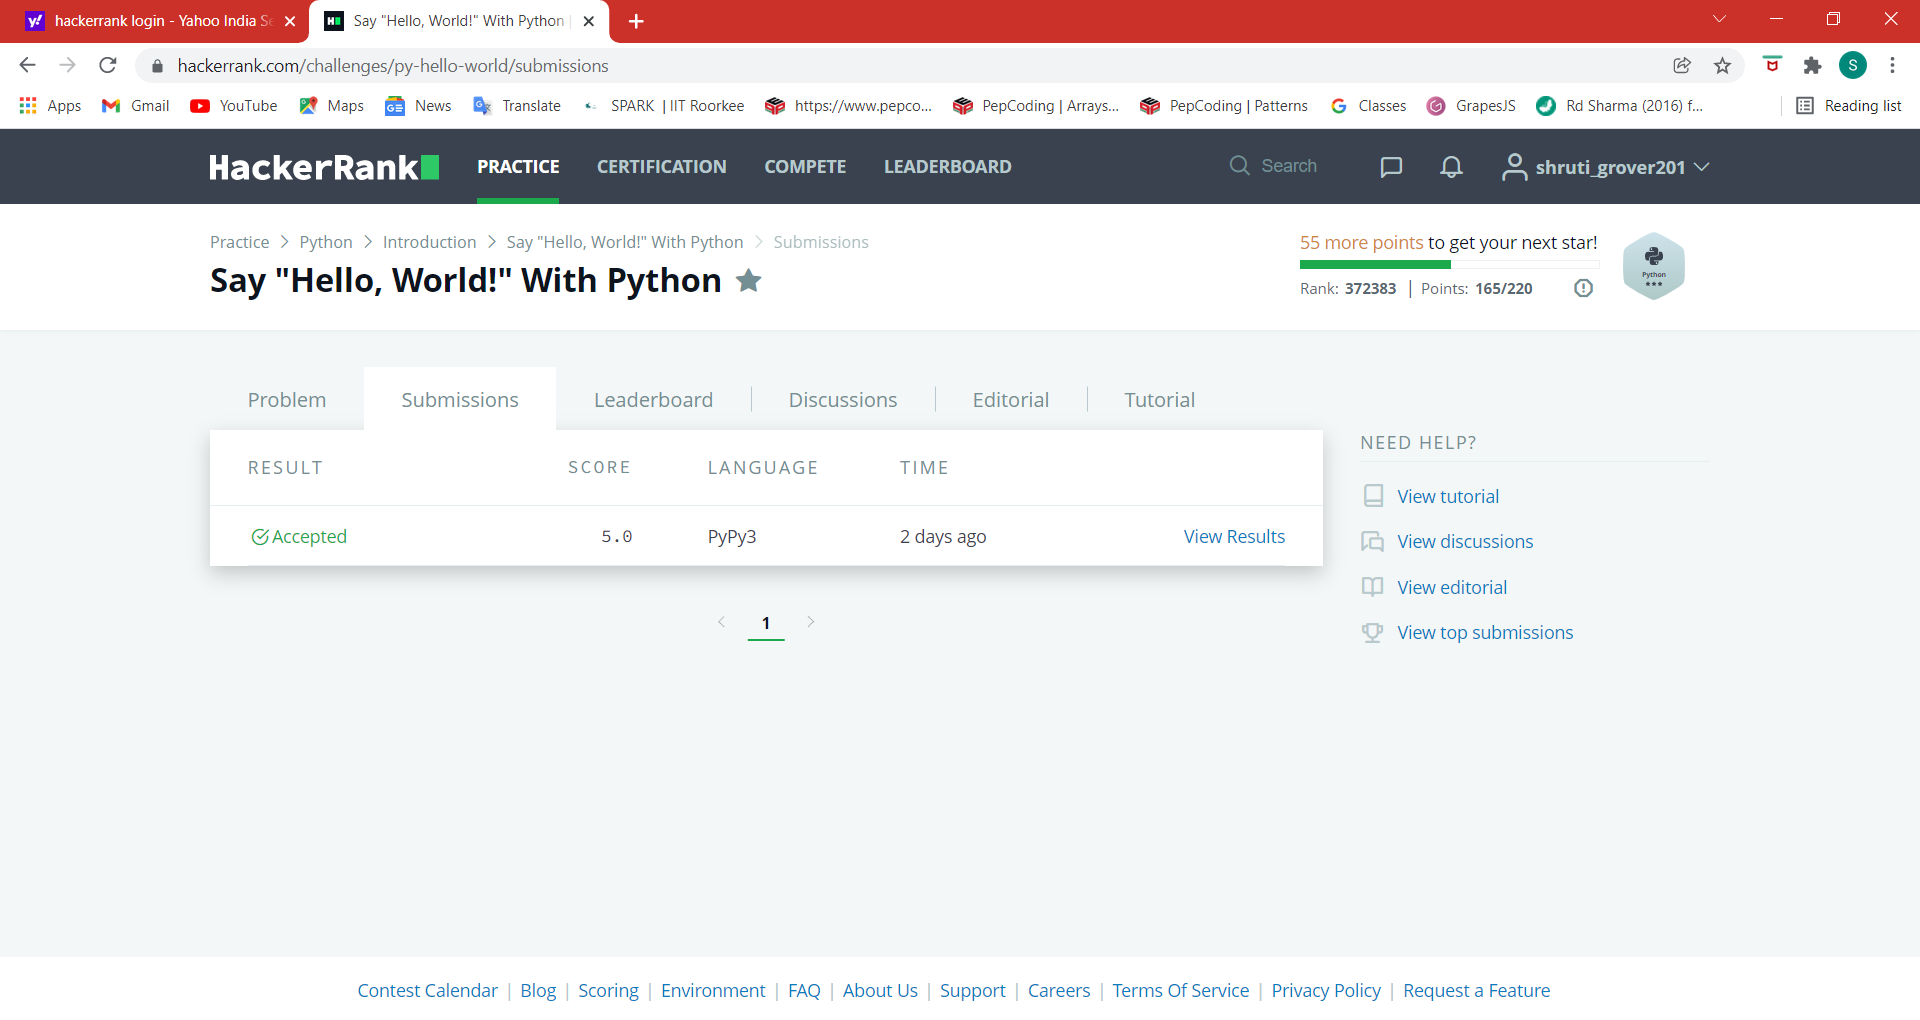 hackerrank login - Yahoo India Se
Say "Hello, World!" With Python |
hackerrank.com/challenges/py-hello-world/submissions
S
Apps Gmail YouTube Maps News Translate SPARK | IIT Roorkee https://www.pepco... PepCoding | Arrays... PepCoding | Patterns Classes GrapesJS Rd Sharma (2016) f... Reading list
HackerRank PRACTICE CERTIFICATION COMPETE LEADERBOARD Search shruti_grover201
Practice > Python > Introduction > Say "Hello, World!" With Python > Submissions
Say "Hello, World!" With Python
55 more points to get your next star!
Rank: 372383 | Points: 165/220
Python
Problem Submissions Leaderboard Discussions Editorial Tutorial
RESULT SCORE LANGUAGE TIME
Accepted 5.0 PyPy3 2 days ago View Results
1
NEED HELP?
View tutorial
View discussions
View editorial
View top submissions
Contest Calendar | Blog | Scoring | Environment | FAQ | About Us | Support | Careers | Terms Of Service | Privacy Policy | Request a Feature